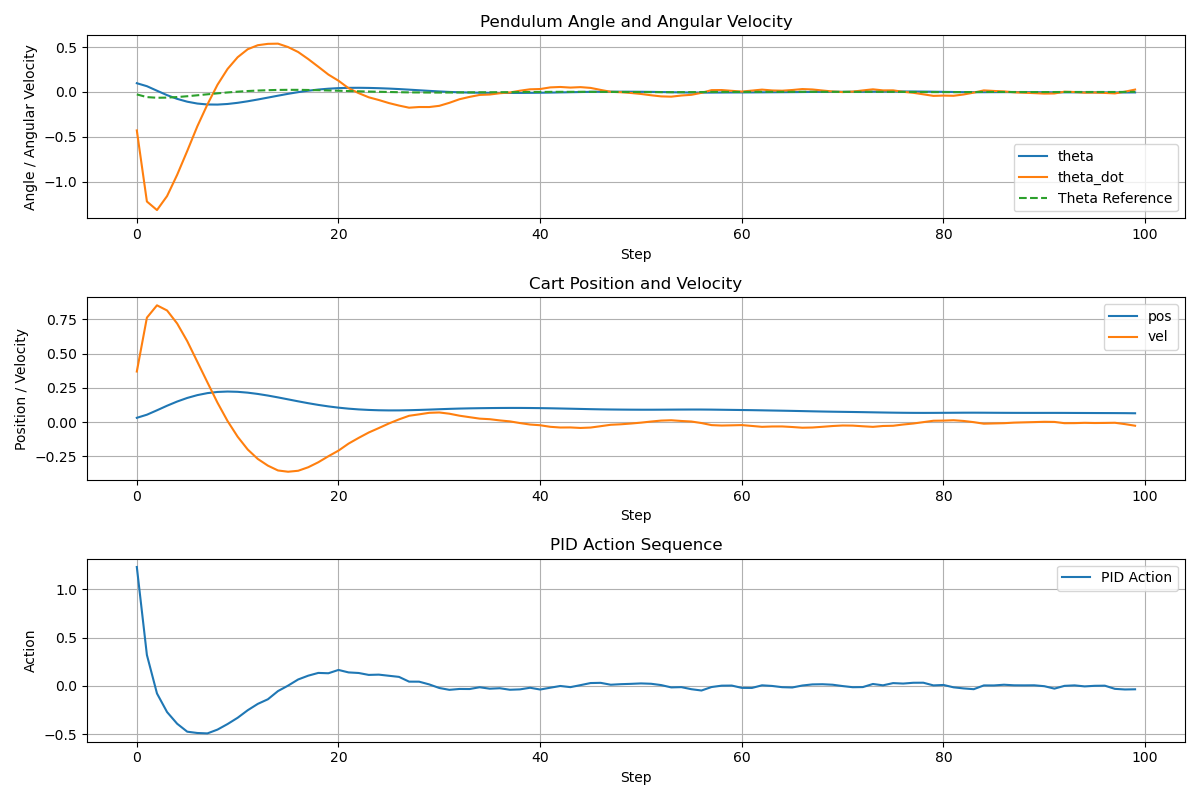 Pendulum Angle and Angular Velocity
Angle / Angular Velocity
0.5
0.0
−0.5
−1.0
theta
theta_dot
Theta Reference
0 20 40 60 80 100
Step
Cart Position and Velocity
Position / Velocity
0.75
0.50
0.25
0.00
−0.25
pos
vel
0 20 40 60 80 100
Step
PID Action Sequence
Action
1.0
0.5
0.0
−0.5
PID Action
0 20 40 60 80 100
Step